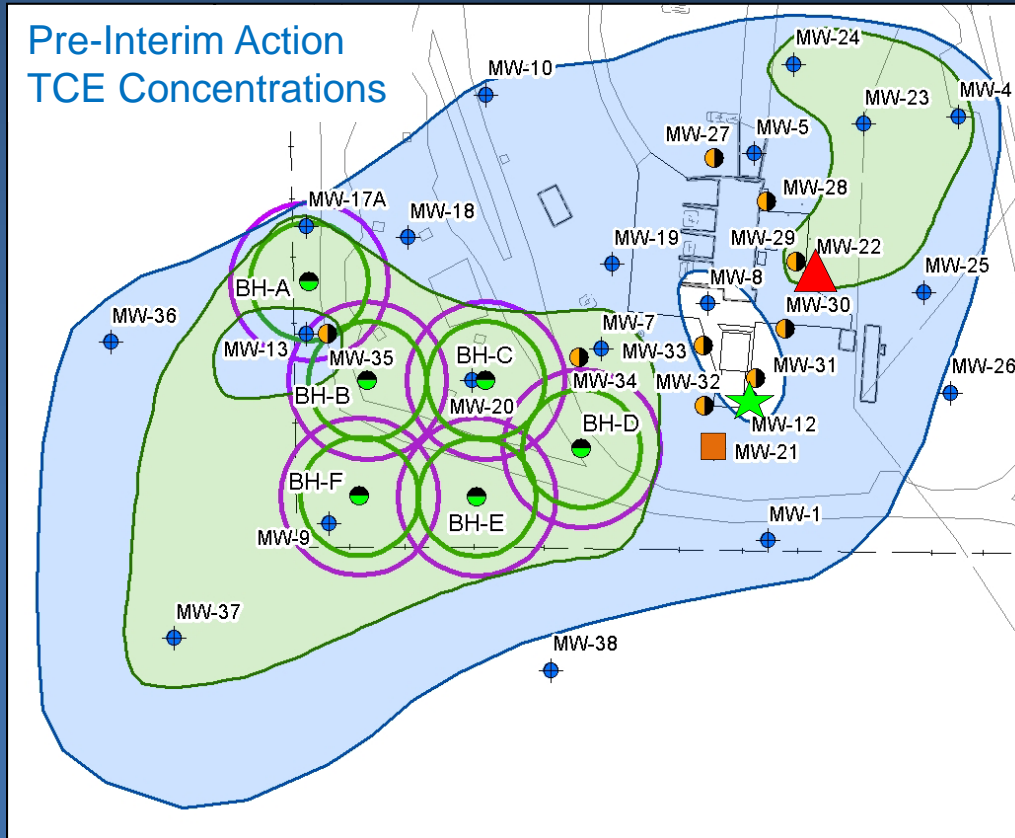 Pre-Interim Action
TCE Concentrations
MW-24
MW-10
MW-23
MW-4
MW-27
MW-5
MW-17A
MW-28
MW-18
MW-19
MW-29
MW-22
MW-8
MW-25
BH-A
MW-30
MW-36
MW-13
MW-35
BH-C
MW-7
MW-33
MW-31
MW-26
BH-B
MW-20
MW-34
MW-32
BH-D
MW-12
MW-21
BH-F
BH-E
MW-9
MW-1
MW-37
MW-38